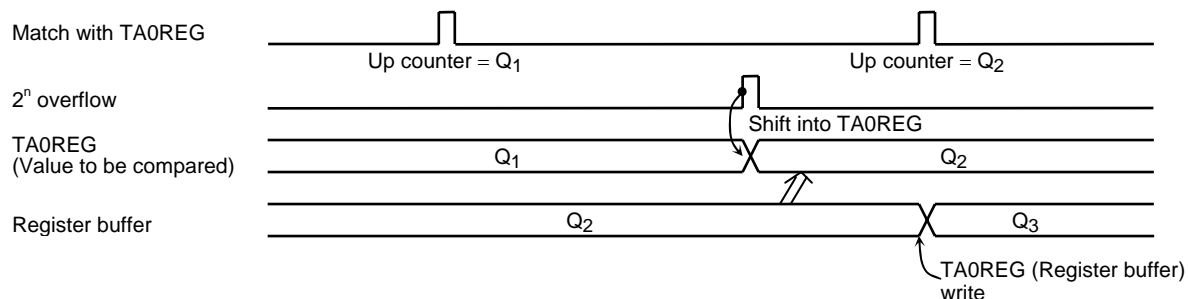 Match with TA0REG
Up counter = Q₁
Up counter = Q₂
2ⁿ overflow
Shift into TA0REG
TA0REG
(Value to be compared)
Q₁
Q₂
Register buffer
Q₂
Q₃
TA0REG (Register buffer)
write